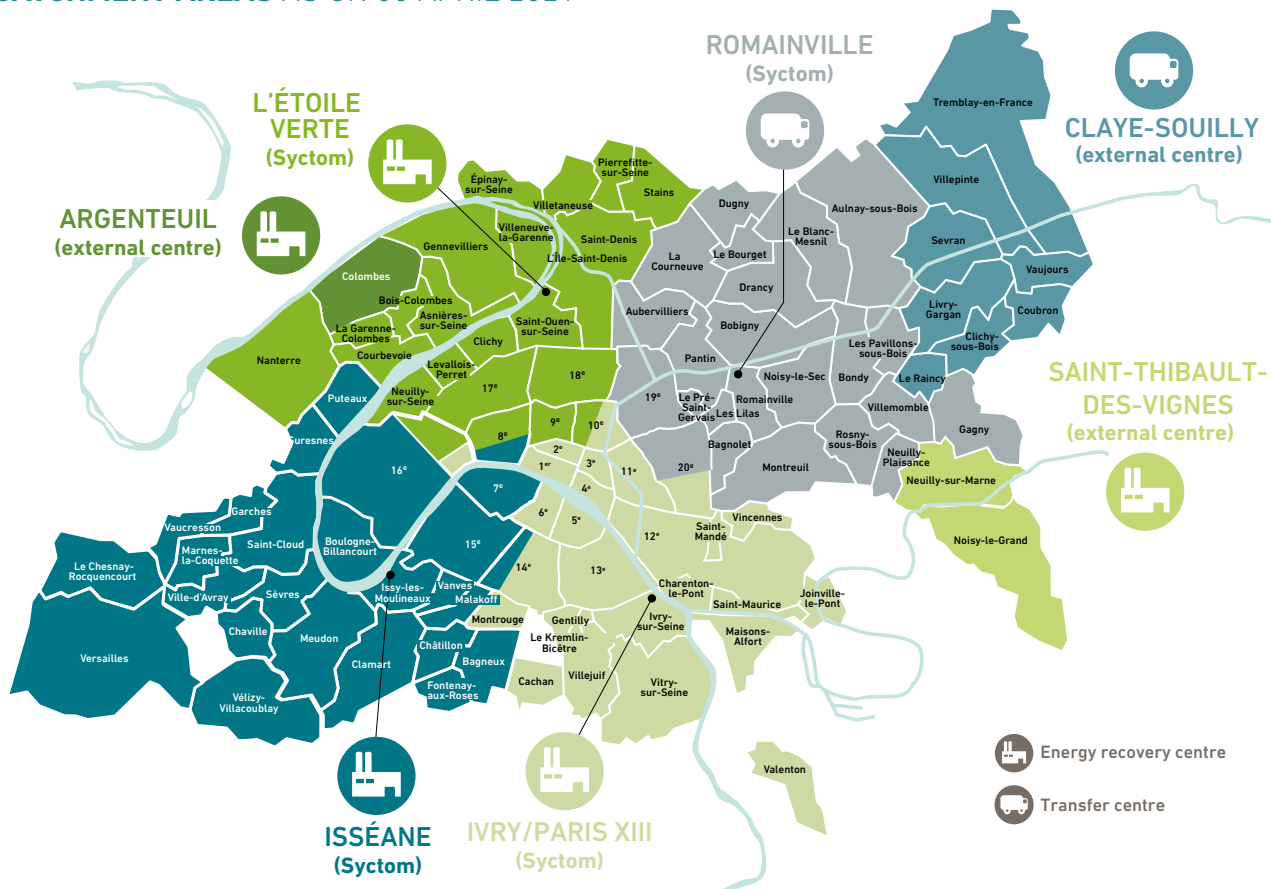 ROMAINVILLE
(Syctom)
L'ÉTOILE
VERTE
(Syctom)
CLAYE-SOUILLY
(external centre)
ARGENTEUIL
(external centre)
SAINT-THIBAULT-
DES-VIGNES
(external centre)
Tremblay-en-France
Villepinte
Sevran
Vaujours
Livry-
Gargan
Coubron
Clichy-
sous-Bois
Le Raincy
Pierrefitte-
sur-Seine
Stains
Épinay-
sur-Seine
Villetaneuse
Villeneuve-
la-Garenne
Saint-Denis
L'Île-Saint-Denis
Gennevilliers
Colombes
Bois-Colombes
Asnières-
sur-Seine
La Garenne-
Colombes
Courbevoie
Clichy
Saint-Ouen-
sur-Seine
Nanterre
Levallois-
Perret
Neuilly-
sur-Seine
17e
18e
8e
9e
10e
Dugny
Aulnay-sous-Bois
Le Blanc-
Mesnil
La
Courneuve
Le Bourget
Drancy
Aubervilliers
Bobigny
Pantin
Les Pavillons-
sous-Bois
Noisy-le-Sec
Bondy
19e
Le Pré-
Saint-
Gervais
Les Lilas
Romainville
Villemomble
Gagny
Bagnolet
Rosny-
sous-Bois
Neuilly-
Plaisance
20e
Montreuil
Neuilly-sur-Marne
Noisy-le-Grand
Puteaux
Suresnes
16e
7e
Garches
Vaucresson
Marnes-
la-Coquette
Saint-Cloud
Boulogne-
Billancourt
15e
Le Chesnay-
Rocquencourt
Ville-d'Avray
Sèvres
Issy-les-
Moulineaux
Vanves
Malakoff
Chaville
Meudon
Versailles
Clamart
Châtillon
Bagneux
Vélizy-
Villacoublay
Fontenay-
aux-Roses
2e
1er
3e
11e
4e
6e
5e
12e
Saint-
Mandé
Vincennes
14e
13e
Charenton-
le-Pont
Saint-Maurice
Joinville-
le-Pont
Montrouge
Gentilly
Le Kremlin-
Bicêtre
Ivry-
sur-Seine
Maisons-
Alfort
Cachan
Villejuif
Vitry-
sur-Seine
Valenton
ISSÉANE
(Syctom)
IVRY/PARIS XIII
(Syctom)
Energy recovery centre
Transfer centre